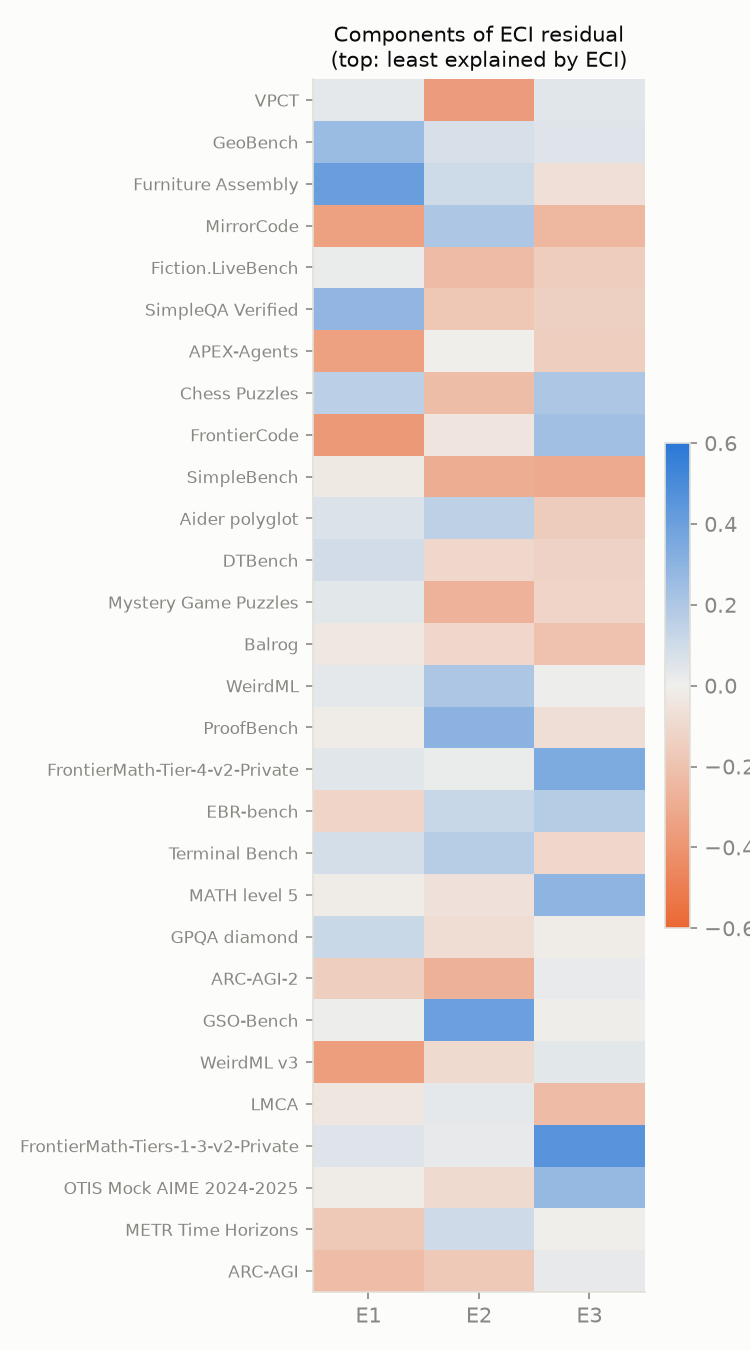 Components of ECI residual
(top: least explained by ECI)
VPCT
GeoBench
Furniture Assembly
MirrorCode
Fiction.LiveBench
SimpleQA Verified
APEX-Agents
Chess Puzzles
FrontierCode
SimpleBench
Aider polyglot
DTBench
Mystery Game Puzzles
Balrog
WeirdML
ProofBench
FrontierMath-Tier-4-v2-Private
EBR-bench
Terminal Bench
MATH level 5
GPQA diamond
ARC-AGI-2
GSO-Bench
WeirdML v3
LMCA
FrontierMath-Tiers-1-3-v2-Private
OTIS Mock AIME 2024-2025
METR Time Horizons
ARC-AGI
E1 E2 E3
0.6
0.4
0.2
0.0
−0.2
−0.4
−0.6